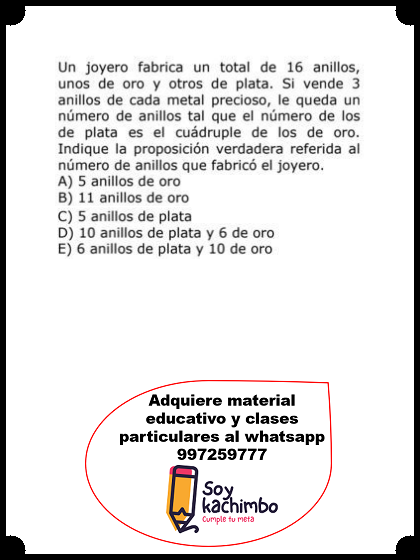 Un joyero fabrica un total de 16 anillos,
unos de oro y otros de plata. Si vende 3
anillos de cada metal precioso, le queda un
número de anillos tal que el número de los
de plata es el cuádruple de los de oro.
Indique la proposición verdadera referida al
número de anillos que fabricó el joyero.
A) 5 anillos de oro
B) 11 anillos de oro
C) 5 anillos de plata
D) 10 anillos de plata y 6 de oro
E) 6 anillos de plata y 10 de oro
Adquiere material
educativo y clases
particulares al whatsapp
997259777
Soy
kachimbo
Cumple tu meta